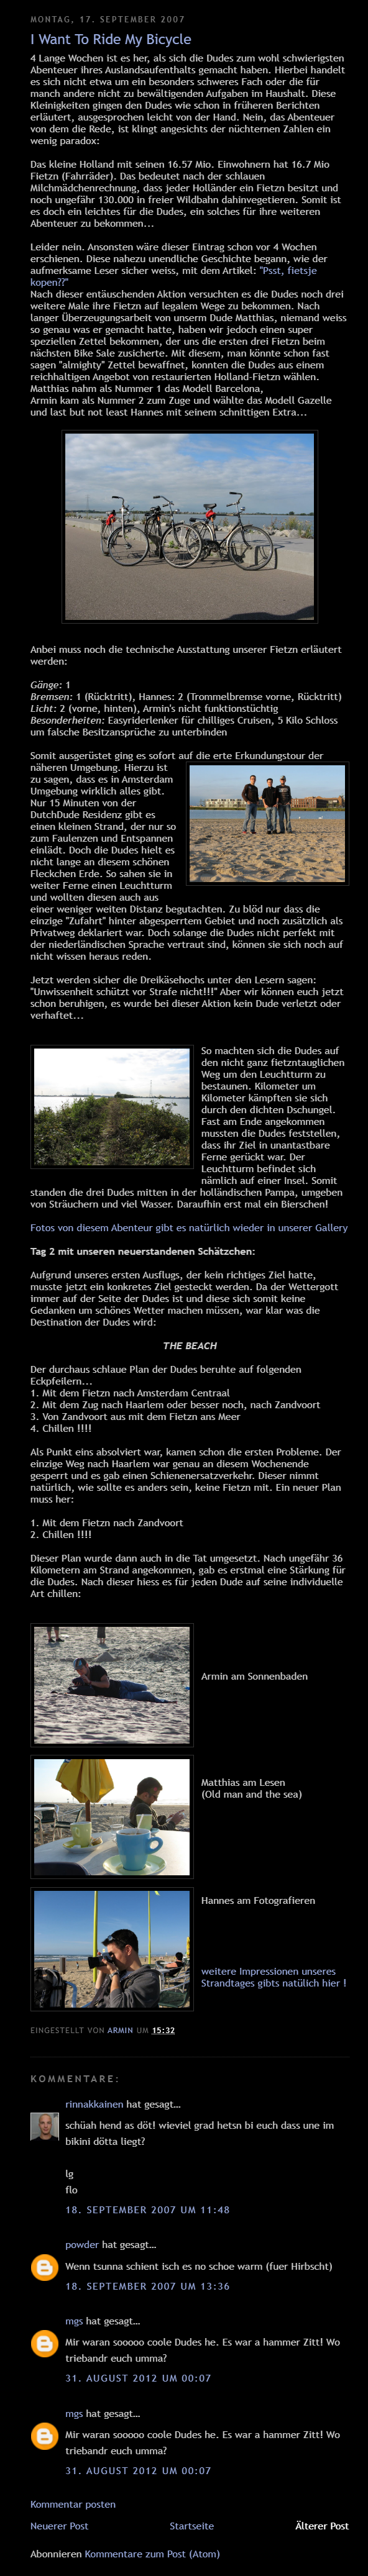 MONTAG, 17. SEPTEMBER 2007
I Want To Ride My Bicycle
4 Lange Wochen ist es her, als sich die Dudes zum wohl schwierigsten
Abenteuer ihres Auslandsaufenthalts gemacht haben. Hierbei handelt
es sich nicht etwa um ein besonders schweres Fach oder die für
manch andere nicht zu bewältigenden Aufgaben im Haushalt. Diese
Kleinigkeiten gingen den Dudes wie schon in früheren Berichten
erläutert, ausgesprochen leicht von der Hand. Nein, das Abenteuer
von dem die Rede, ist klingt angesichts der nüchternen Zahlen ein
wenig paradox:
Das kleine Holland mit seinen 16.57 Mio. Einwohnern hat 16.7 Mio
Fietzn (Fahrräder). Das bedeutet nach der schlauen
Milchmädchenrechnung, dass jeder Holländer ein Fietzn besitzt und
noch ungefähr 130.000 in freier Wildbahn dahinvegetieren. Somit ist
es doch ein leichtes für die Dudes, ein solches für ihre weiteren
Abenteuer zu bekommen...
Leider nein. Ansonsten wäre dieser Eintrag schon vor 4 Wochen
erschienen. Diese nahezu unendliche Geschichte begann, wie der
aufmerksame Leser sicher weiss, mit dem Artikel: "Psst, fietsje
kopen??"
Nach dieser entäuschenden Aktion versuchten es die Dudes noch drei
weitere Male ihre Fietzn auf legalem Wege zu bekommen. Nach
langer Überzeugungsarbeit von unserm Dude Matthias, niemand weiss
so genau was er gemacht hatte, haben wir jedoch einen super
speziellen Zettel bekommen, der uns die ersten drei Fietzn beim
nächsten Bike Sale zusicherte. Mit diesem, man könnte schon fast
sagen "almighty" Zettel bewaffnet, konnten die Dudes aus einem
reichhaltigen Angebot von restaurierten Holland-Fietzn wählen.
Matthias nahm als Nummer 1 das Modell Barcelona,
Armin kam als Nummer 2 zum Zuge und wählte das Modell Gazelle
und last but not least Hannes mit seinem schnittigen Extra...
Anbei muss noch die technische Ausstattung unserer Fietzn erläutert
werden:
Gänge: 1
Bremsen: 1 (Rücktritt), Hannes: 2 (Trommelbremse vorne, Rücktritt)
Licht: 2 (vorne, hinten), Armin's nicht funktionstüchtig
Besonderheiten: Easyriderlenker für chilliges Cruisen, 5 Kilo Schloss
um falsche Besitzansprüche zu unterbinden
Somit ausgerüstet ging es sofort auf die erte Erkundungstour der
näheren Umgebung. Hierzu ist
zu sagen, dass es in Amsterdam
Umgebung wirklich alles gibt.
Nur 15 Minuten von der
DutchDude Residenz gibt es
einen kleinen Strand, der nur so
zum Faulenzen und Entspannen
einlädt. Doch die Dudes hielt es
nicht lange an diesem schönen
Fleckchen Erde. So sahen sie in
weiter Ferne einen Leuchtturm
und wollten diesen auch aus
einer weniger weiten Distanz begutachten. Zu blöd nur dass die
einzige "Zufahrt" hinter abgesperrtem Gebiet und noch zusätzlich als
Privatweg deklariert war. Doch solange die Dudes nicht perfekt mit
der niederländischen Sprache vertraut sind, können sie sich noch auf
nicht wissen heraus reden.
Jetzt werden sicher die Dreikäsehochs unter den Lesern sagen:
"Unwissenheit schützt vor Strafe nicht!!!" Aber wir können euch jetzt
schon beruhigen, es wurde bei dieser Aktion kein Dude verletzt oder
verhaftet...
So machten sich die Dudes auf
den nicht ganz fietzntauglichen
Weg um den Leuchtturm zu
bestaunen. Kilometer um
Kilometer kämpften sie sich
durch den dichten Dschungel.
Fast am Ende angekommen
mussten die Dudes feststellen,
dass ihr Ziel in unantastbare
Ferne gerückt war. Der
Leuchtturm befindet sich
nämlich auf einer Insel. Somit
standen die drei Dudes mitten in der holländischen Pampa, umgeben
von Sträuchern und viel Wasser. Daraufhin erst mal ein Bierschen!
Fotos von diesem Abenteur gibt es natürlich wieder in unserer Gallery
Tag 2 mit unseren neuerstandenen Schätzchen:
Aufgrund unseres ersten Ausflugs, der kein richtiges Ziel hatte,
musste jetzt ein konkretes Ziel gesteckt werden. Da der Wettergott
immer auf der Seite der Dudes ist und diese sich somit keine
Gedanken um schönes Wetter machen müssen, war klar was die
Destination der Dudes wird:
THE BEACH
Der durchaus schlaue Plan der Dudes beruhte auf folgenden
Eckpfeilern...
1. Mit dem Fietzn nach Amsterdam Centraal
2. Mit dem Zug nach Haarlem oder besser noch, nach Zandvoort
3. Von Zandvoort aus mit dem Fietzn ans Meer
4. Chillen !!!!
Als Punkt eins absolviert war, kamen schon die ersten Probleme. Der
einzige Weg nach Haarlem war genau an diesem Wochenende
gesperrt und es gab einen Schienenersatzverkehr. Dieser nimmt
natürlich, wie sollte es anders sein, keine Fietzn mit. Ein neuer Plan
muss her:
1. Mit dem Fietzn nach Zandvoort
2. Chillen !!!!
Dieser Plan wurde dann auch in die Tat umgesetzt. Nach ungefähr 36
Kilometern am Strand angekommen, gab es erstmal eine Stärkung für
die Dudes. Nach dieser hiess es für jeden Dude auf seine individuelle
Art chillen:
Armin am Sonnenbaden
Matthias am Lesen
(Old man and the sea)
Hannes am Fotografieren
weitere Impressionen unseres
Strandtages gibts natülich hier !
EINGESTELLT VON ARMIN UM 15:32
KOMMENTARE:
rinnakkainen hat gesagt...
schüah hend as döt! wieviel grad hetsn bi euch dass une im
bikini dötta liegt?
lg
flo
18. SEPTEMBER 2007 UM 11:48
powder hat gesagt...
Wenn tsunna schient isch es no schoe warm (fuer Hirbscht)
18. SEPTEMBER 2007 UM 13:36
mgs hat gesagt...
Mir waran sooooo coole Dudes he. Es war a hammer Zitt! Wo
triebandr euch umma?
31. AUGUST 2012 UM 00:07
mgs hat gesagt...
Mir waran sooooo coole Dudes he. Es war a hammer Zitt! Wo
triebandr euch umma?
31. AUGUST 2012 UM 00:07
Kommentar posten
Neuerer Post Startseite Älterer Post
Abonnieren Kommentare zum Post (Atom)